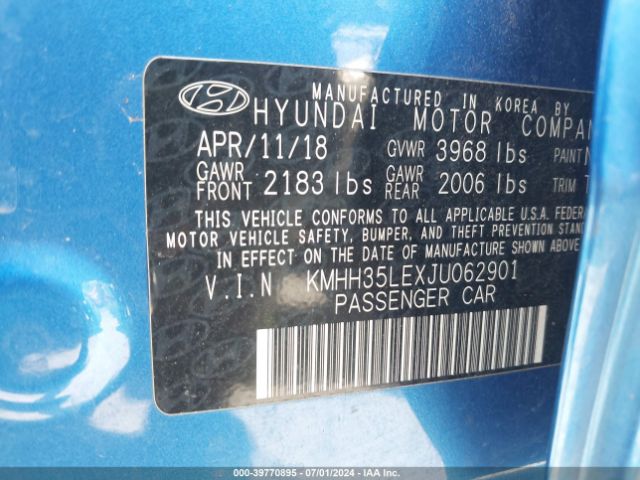 MANUFACTURED IN KOREA BY
HYUNDAI MOTOR COMPAN
APR/11/18 GVWR 3968 lbs PAINT
GAWR FRONT 2183 lbs GAWR REAR 2006 lbs TRIM
THIS VEHICLE CONFORMS TO ALL APPLICABLE U.S.A. FEDER
MOTOR VEHICLE SAFETY, BUMPER, AND THEFT PREVENTION STAND
IN EFFECT ON THE DATE OF MANUFACTURE SHOWN ABOVE.
V.I.N KMHH35LEXJU062901
PASSENGER CAR
000-39770895 - 07/01/2024 - IAA Inc.